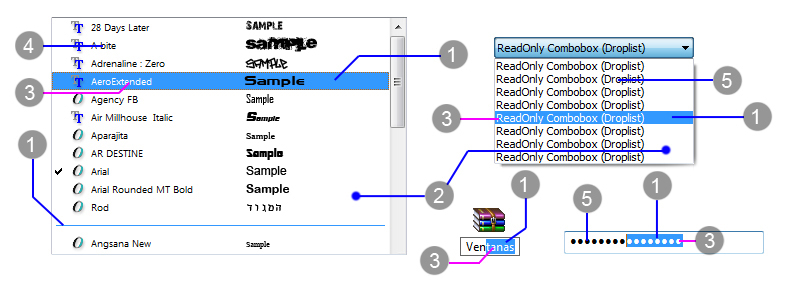 28 Days Later SAMPLE
4 A bite sample
Adrenaline : Zero SAMPLE
1
3 AeroExtended Sample
Agency FB Sample
Air Millhouse Italic Sample
Aparajita Sample
1 AR DESTINE Sample
✓ Arial Sample
Arial Rounded MT Bold Sample
2
Rod המגוד
Angsana New Sample
ReadOnly Combobox (Droplist)
ReadOnly Combobox (Droplist)
ReadOnly Combobox (Droplist) 5
ReadOnly Combobox (Droplist)
ReadOnly Combobox (Droplist)
3 ReadOnly Combobox (Droplist) 1
ReadOnly Combobox (Droplist)
ReadOnly Combobox (Droplist)
ReadOnly Combobox (Droplist)
1
Ventanas
3
5 1
●●●●●●●●●●●●●●●● 3